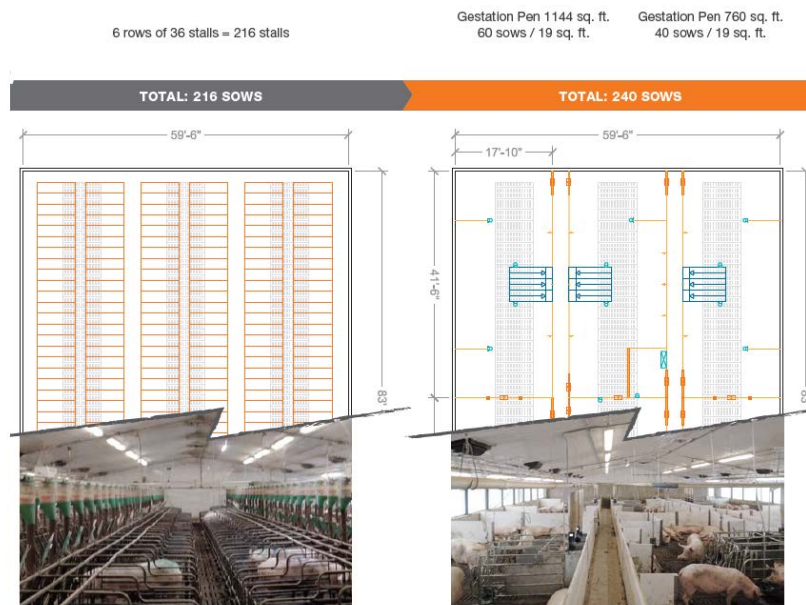 6 rows of 36 stalls = 216 stalls
Gestation Pen 1144 sq. ft.
60 sows / 19 sq. ft.
Gestation Pen 760 sq. ft.
40 sows / 19 sq. ft.
TOTAL: 216 SOWS
TOTAL: 240 SOWS
59'-6"
83'
59'-6"
17'-10"
41'-6"